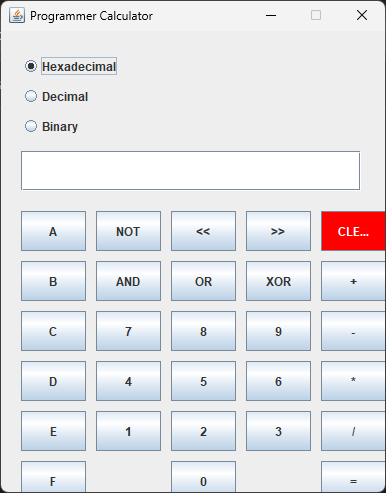 Programmer Calculator
Hexadecimal
Decimal
Binary
A NOT << >> CLE...
B AND OR XOR +
C 7 8 9 -
D 4 5 6 *
E 1 2 3 /
F 0 =